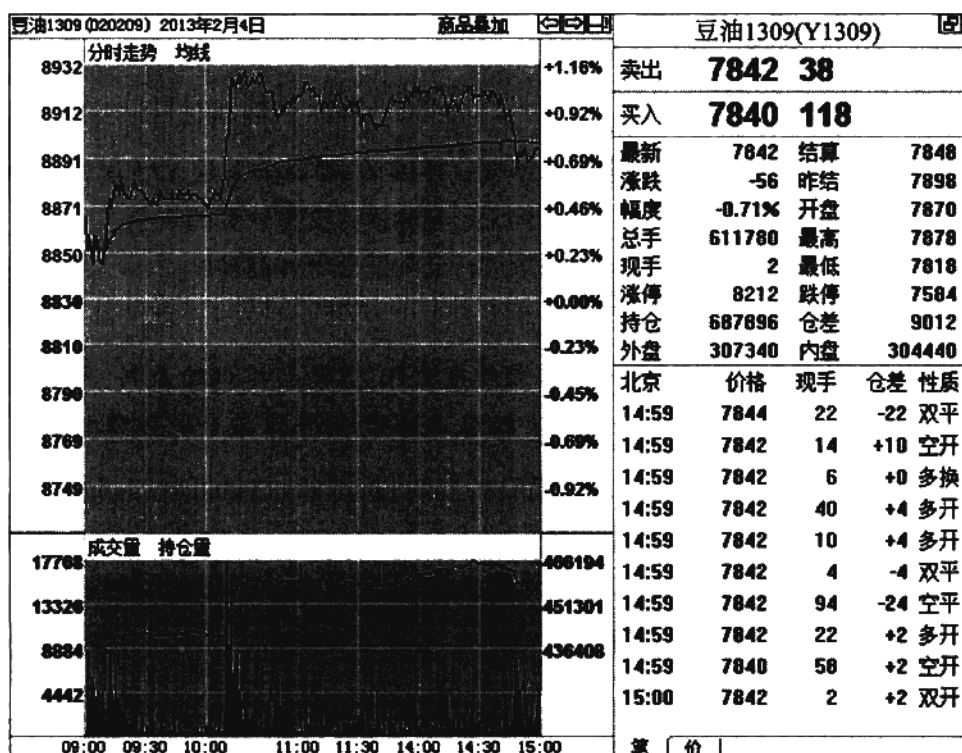 豆油1309 (020209) 2013年2月4日 商品叠加
分时走势 均线
8932 +1.16%
8912 +0.92%
8891 +0.69%
8871 +0.46%
8850 +0.23%
8830 +0.00%
8810 -0.23%
8790 -0.45%
8769 -0.69%
8749 -0.92%
成交量 持仓量
17768 466194
13326 451301
8884 436408
4442
09:00 09:30 10:00 11:00 11:30 14:00 14:30 15:00
豆油1309(Y1309)
卖出 7842 38
买入 7840 118
最新 7842 结算 7848
涨跌 -56 昨结 7898
幅度 -0.71% 开盘 7870
总手 611780 最高 7878
现手 2 最低 7818
涨停 8212 跌停 7584
持仓 687896 仓差 9012
外盘 307340 内盘 304440
北京 价格 现手 仓差 性质
14:59 7844 22 -22 双平
14:59 7842 14 +10 空开
14:59 7842 6 +0 多换
14:59 7842 40 +4 多开
14:59 7842 10 +4 多开
14:59 7842 4 -4 双平
14:59 7842 94 -24 空平
14:59 7842 22 +2 多开
14:59 7840 58 +2 空开
15:00 7842 2 +2 双开
笔 价